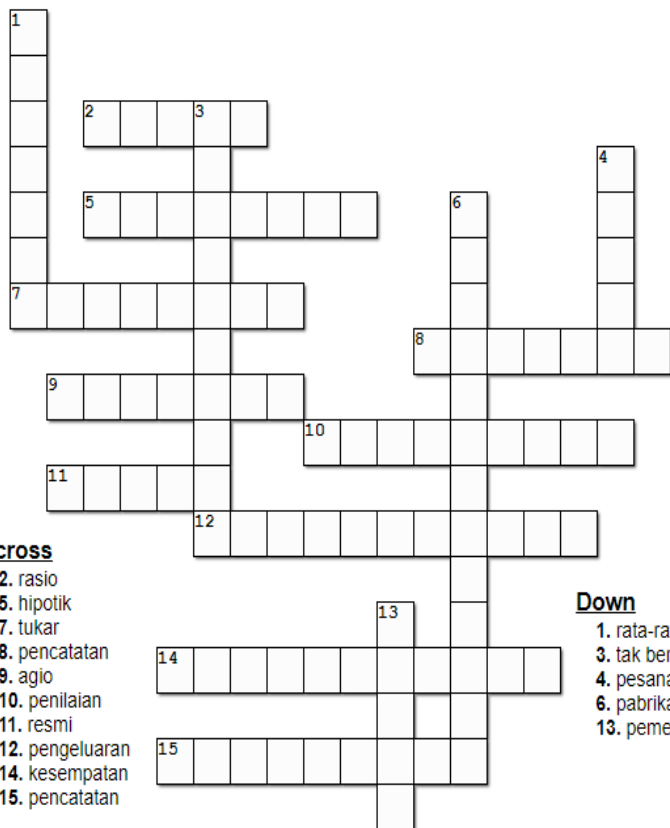 1
2
3
4
5
6
7
8
9
10
11
12
13
14
15
cross
2. rasio
5. hipotik
7. tukar
8. pencatatan
9. agio
10. penilaian
11. resmi
12. pengeluaran
14. kesempatan
15. pencatatan
Down
1. rata-ra
3. tak ber
4. pesana
6. pabrika
13. peme